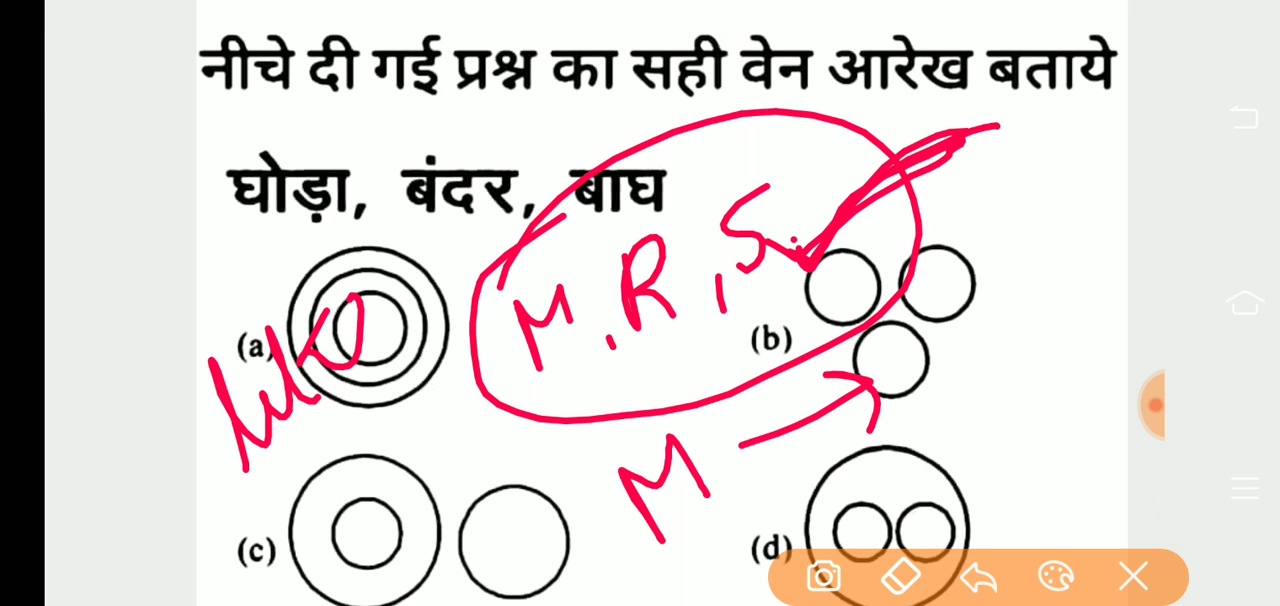 नीचे दी गई प्रश्न का सही वेन आरेख बताये
घोड़ा, बंदर, बाघ
M.R,S
(a)
(b)
M
(c)
(d)